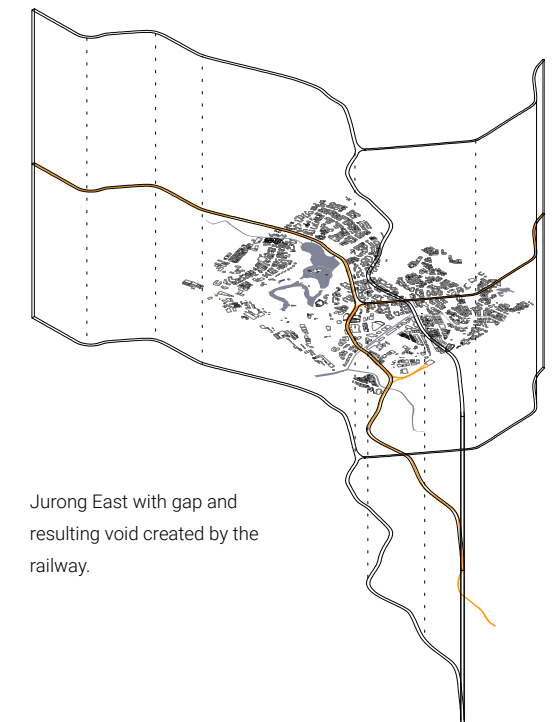 Jurong East with gap and
resulting void created by the
railway.